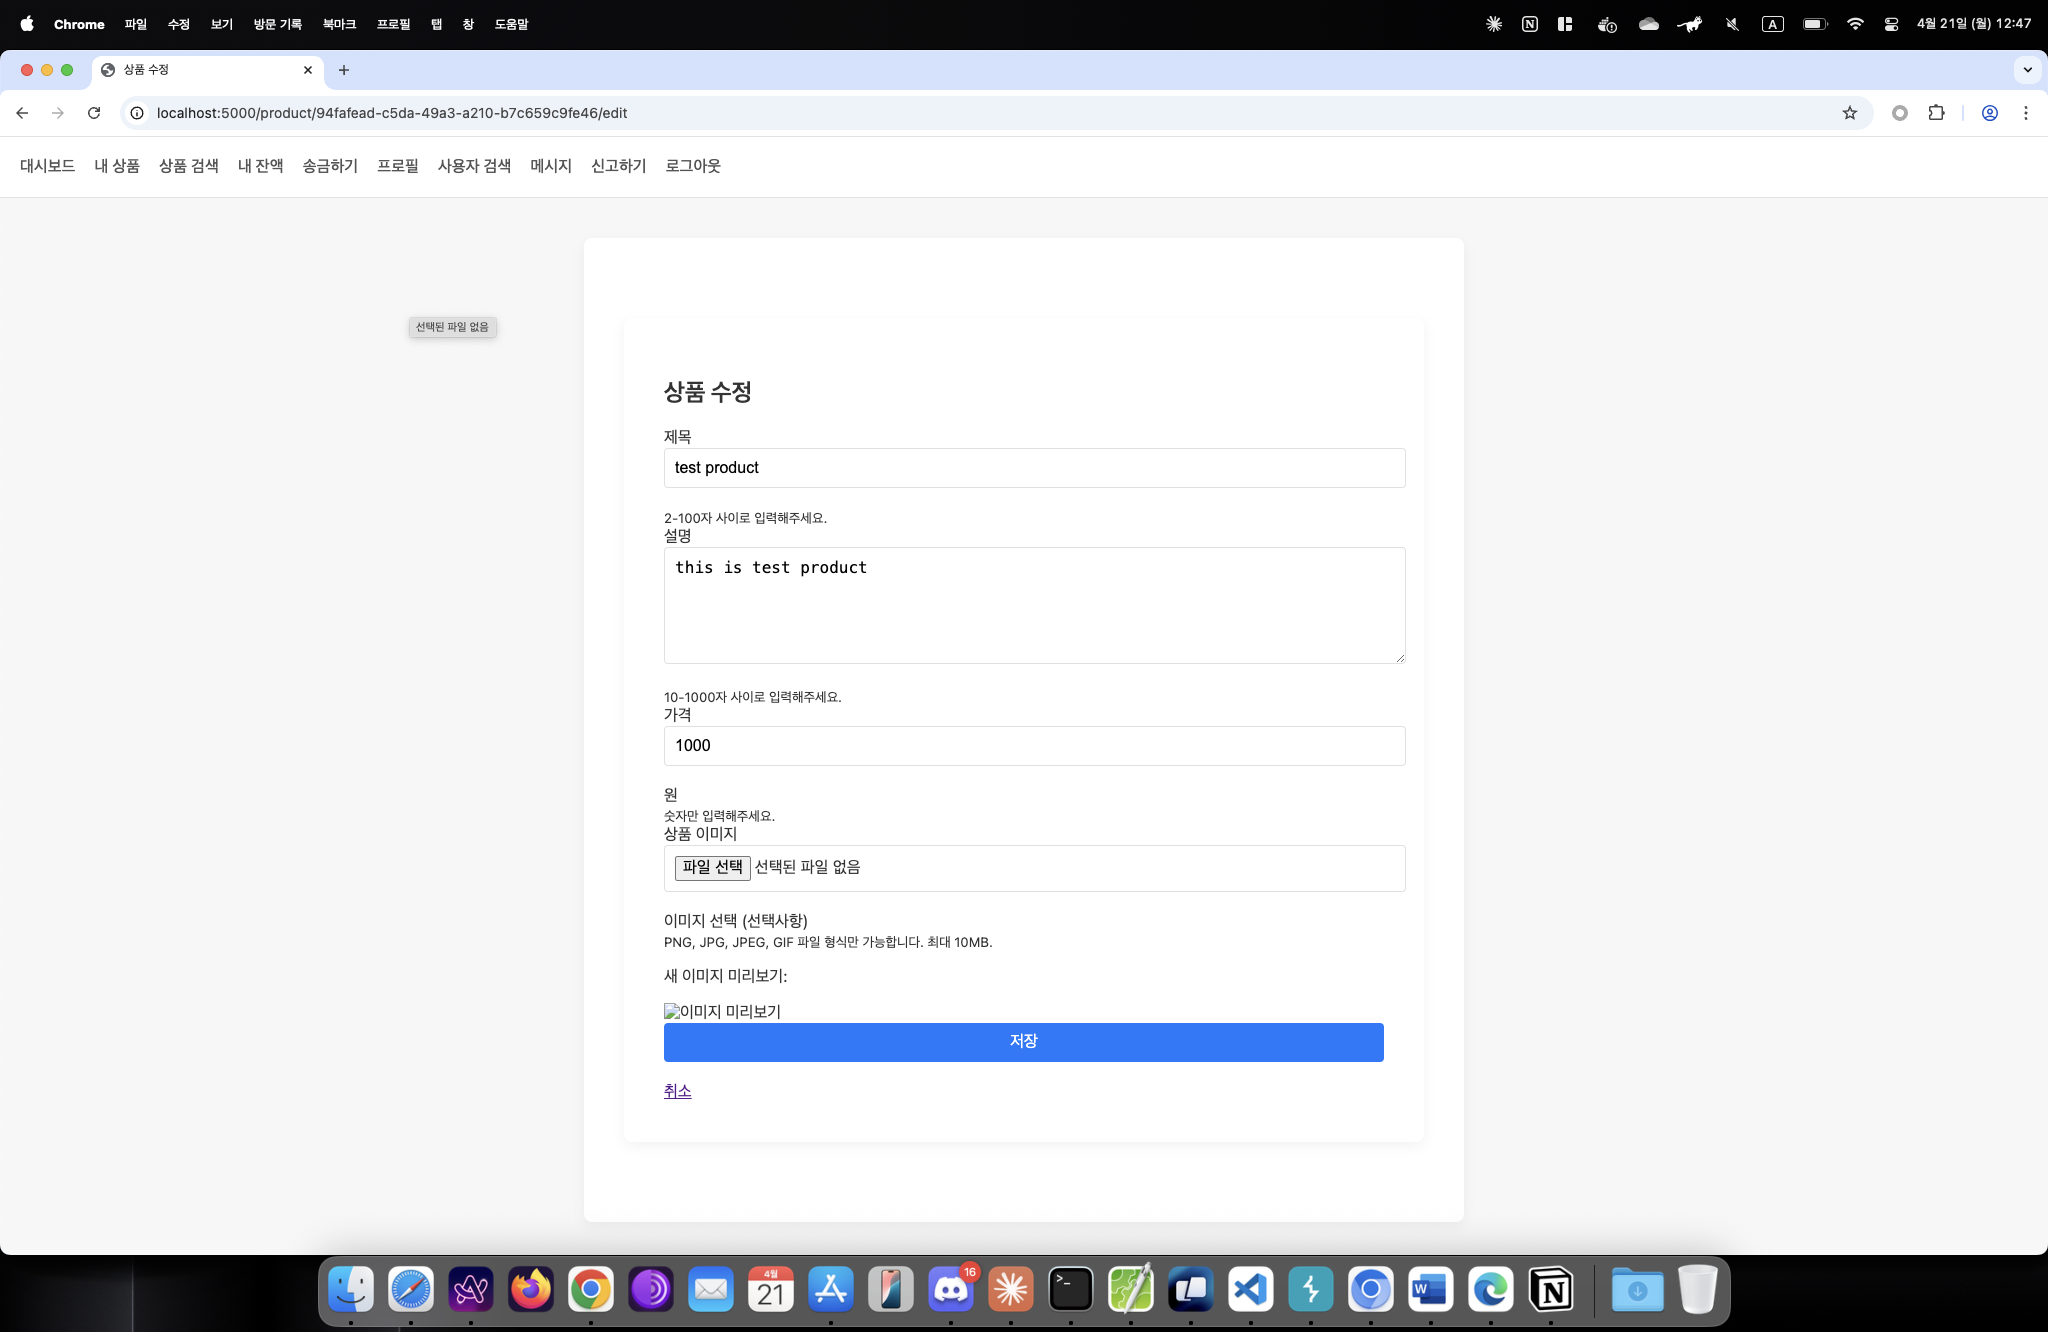 Chrome 파일 수정 보기 방문 기록 북마크 프로필 탭 창 도움말
4월 21일 (월) 12:47
상품 수정
localhost:5000/product/94fafead-c5da-49a3-a210-b7c659c9fe46/edit
대시보드 내 상품 상품 검색 내 잔액 송금하기 프로필 사용자 검색 메시지 신고하기 로그아웃
선택된 파일 없음
상품 수정
제목
test product
2-100자 사이로 입력해주세요.
설명
this is test product
10-1000자 사이로 입력해주세요.
가격
1000
원
숫자만 입력해주세요.
상품 이미지
파일 선택 선택된 파일 없음
이미지 선택 (선택사항)
PNG, JPG, JPEG, GIF 파일 형식만 가능합니다. 최대 10MB.
새 이미지 미리보기:
이미지 미리보기
저장
취소
4월
21
16